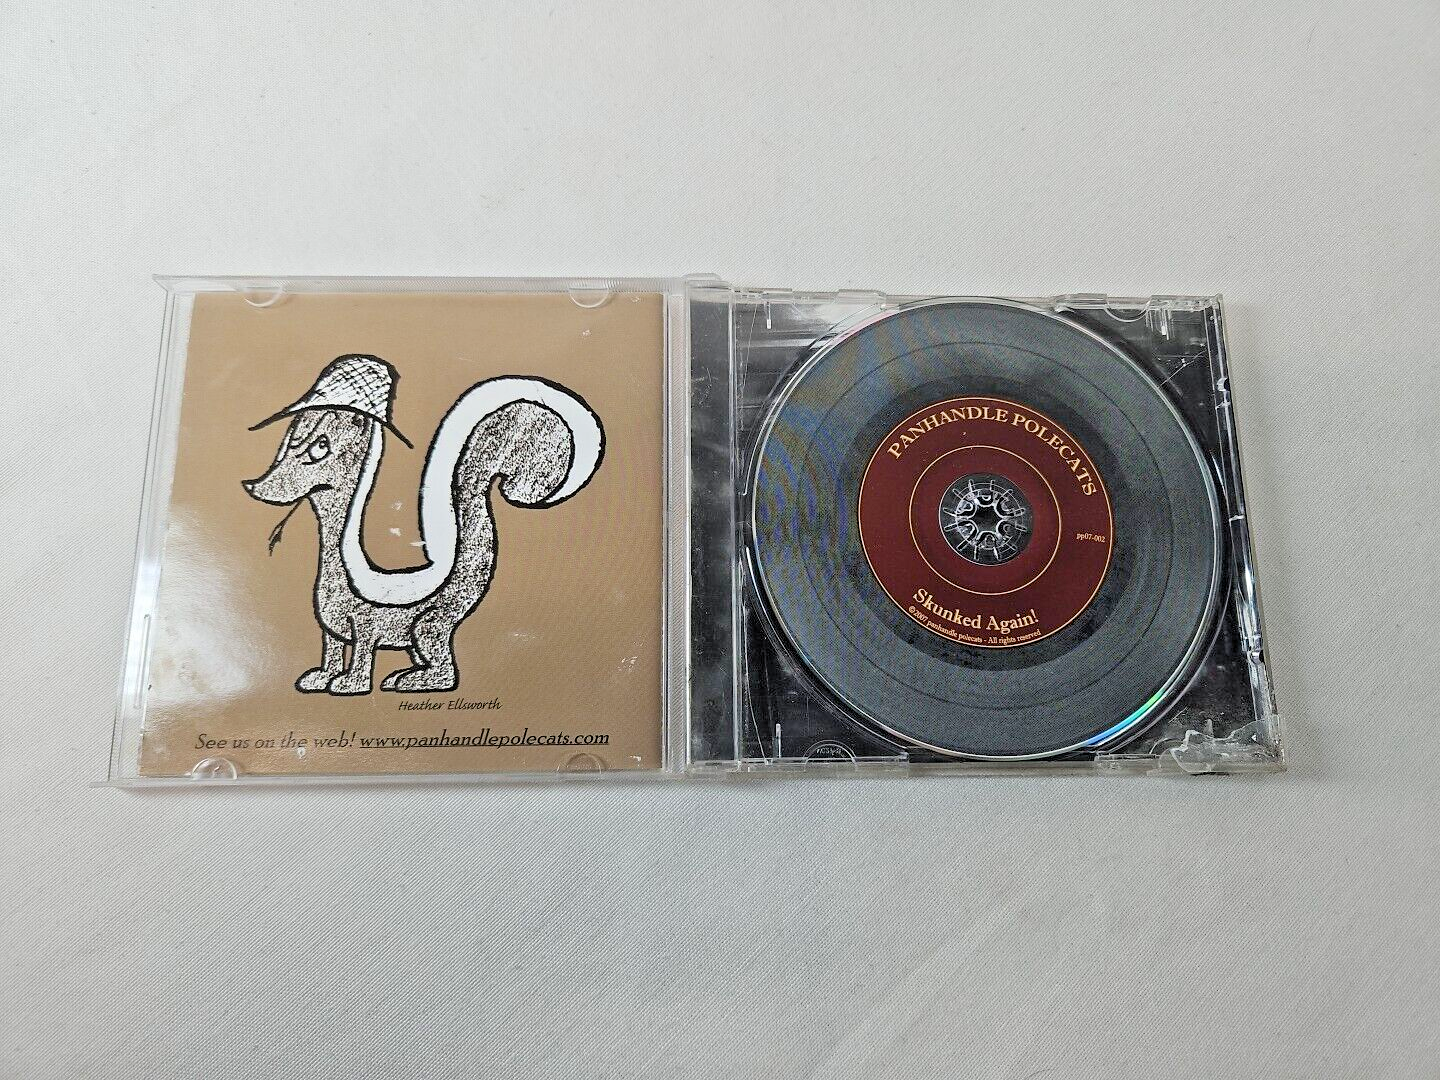 Heather Ellsworth
See us on the web! www.panhandlepolecats.com
PANHANDLE POLECATS
pp07-002
Skunked Again!
©2007 panhandle polecats - All rights reserved